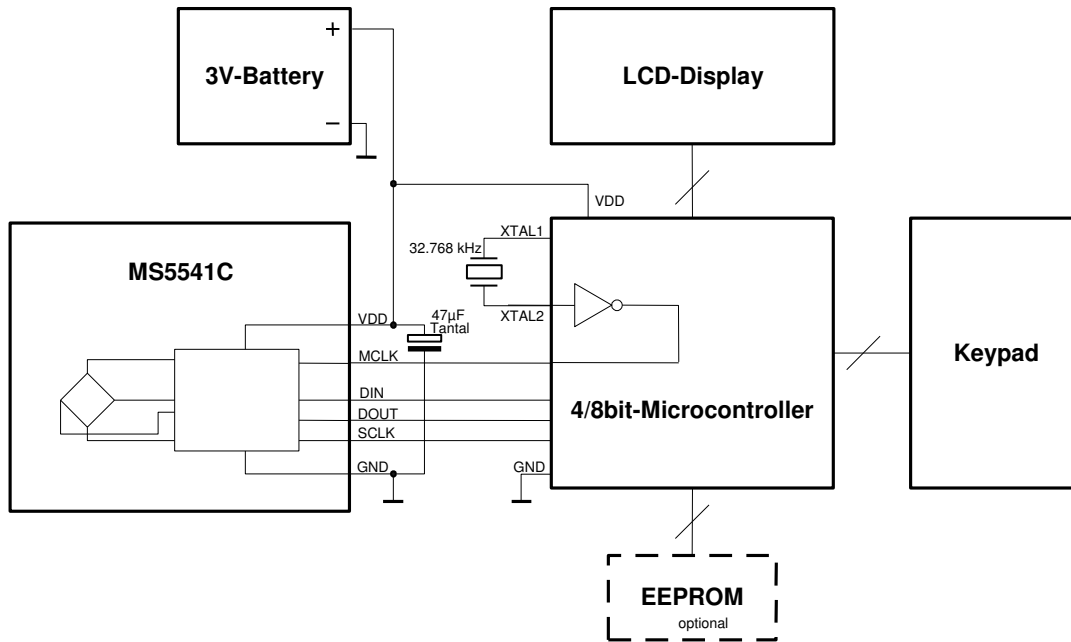 +
3V-Battery
−
LCD-Display
VDD
XTAL1
32.768 kHz
XTAL2
MS5541C
VDD
47µF
Tantal
MCLK
DIN
DOUT
SCLK
GND
4/8bit-Microcontroller
GND
Keypad
EEPROM
optional